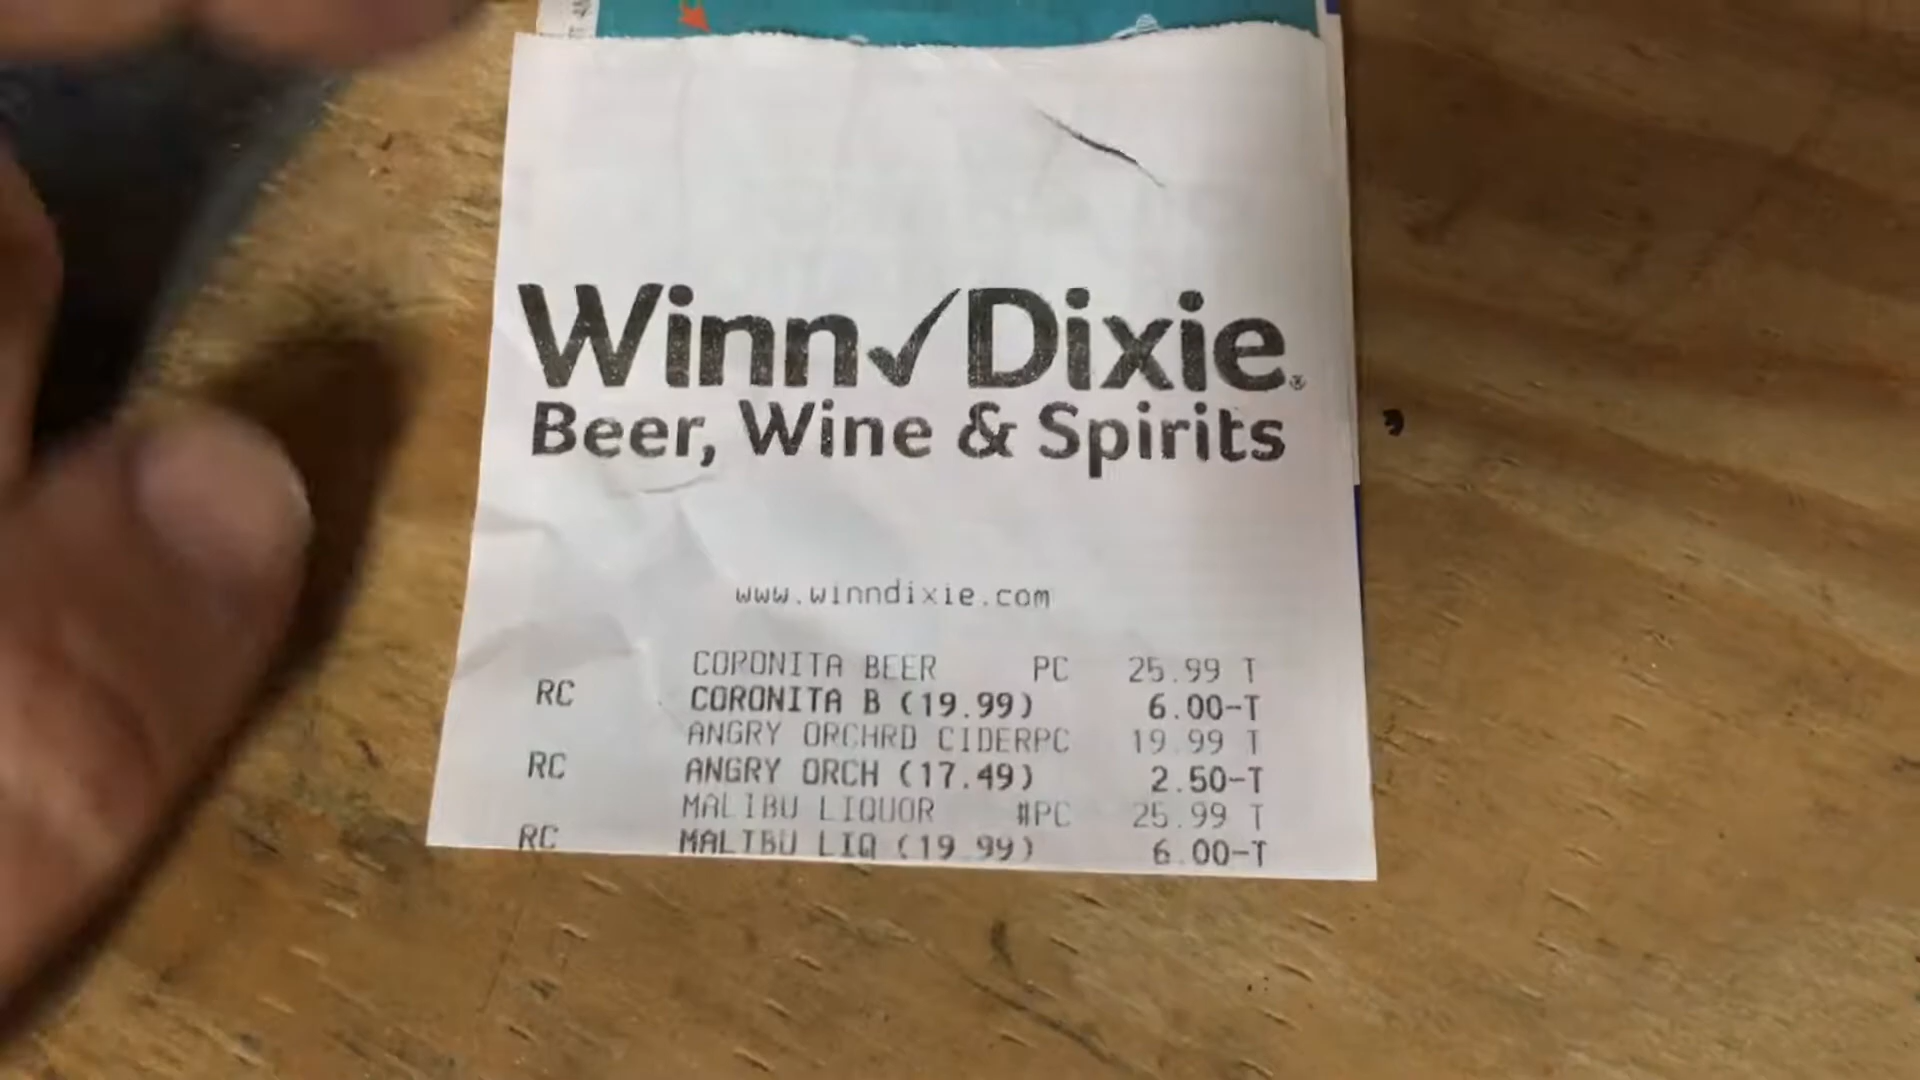 Winn✓Dixie®
Beer, Wine & Spirits
www.winndixie.com
CORONITA BEER PC 25.99 T
RC CORONITA B (19.99) 6.00-T
ANGRY ORCHRD CIDERPC 19.99 T
RC ANGRY ORCH (17.49) 2.50-T
MALIBU LIQUOR #PC 25.99 T
RC MALIBU LIQ (19.99) 6.00-T